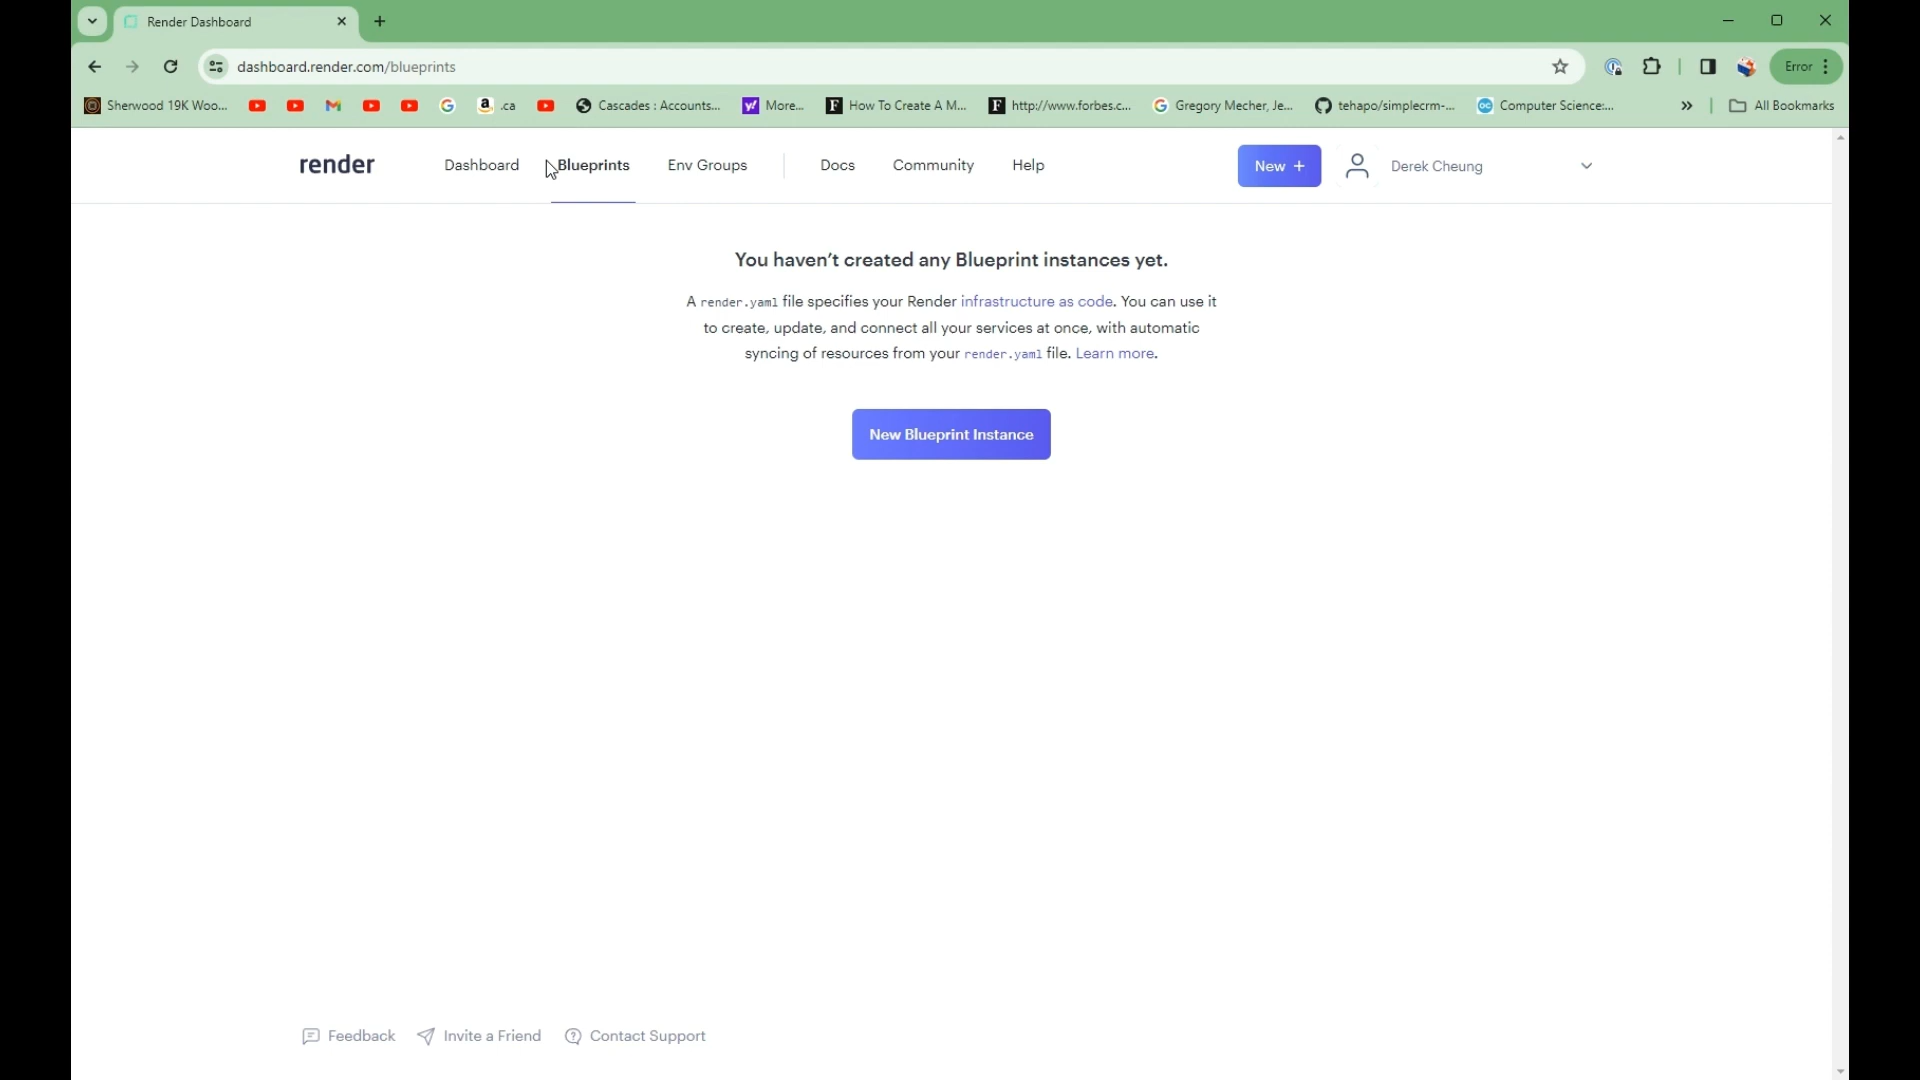 Render Dashboard
dashboard.render.com/blueprints
Error
Sherwood 19K Woo...
.ca
Cascades : Accounts...
More...
How To Create A M...
http://www.forbes.c...
Gregory Mecher, Je...
tehapo/simplecrm-...
Computer Science:...
All Bookmarks
render
Dashboard
Blueprints
Env Groups
Docs
Community
Help
New +
Derek Cheung
You haven’t created any Blueprint instances yet.
A render.yaml file specifies your Render infrastructure as code. You can use it
to create, update, and connect all your services at once, with automatic
syncing of resources from your render.yaml file. Learn more.
New Blueprint Instance
Feedback
Invite a Friend
Contact Support